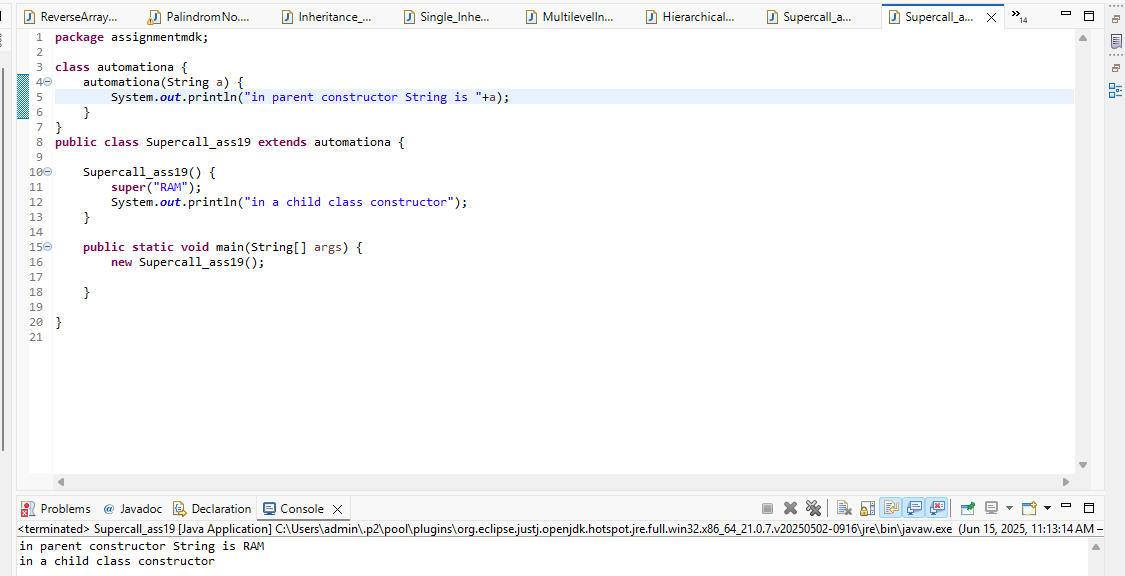 ReverseArray... PalindromNo.... Inheritance_... Single_Inhe... MultilevelIn... Hierarchical... Supercall_a... Supercall_a... 14
1 package assignmentmdk;
2
3 class automationa {
4 automationa(String a) {
5 System.out.println("in parent constructor String is "+a);
6 }
7 }
8 public class Supercall_ass19 extends automationa {
9
10 Supercall_ass19() {
11 super("RAM");
12 System.out.println("in a child class constructor");
13 }
14
15 public static void main(String[] args) {
16 new Supercall_ass19();
17
18 }
19
20 }
21
Problems @ Javadoc Declaration Console
<terminated> Supercall_ass19 [Java Application] C:\Users\admin\.p2\pool\plugins\org.eclipse.justj.openjdk.hotspot.jre.full.win32.x86_64_21.0.7.v20250502-0916\jre\bin\javaw.exe (Jun 15, 2025, 11:13:14 AM –
in parent constructor String is RAM
in a child class constructor